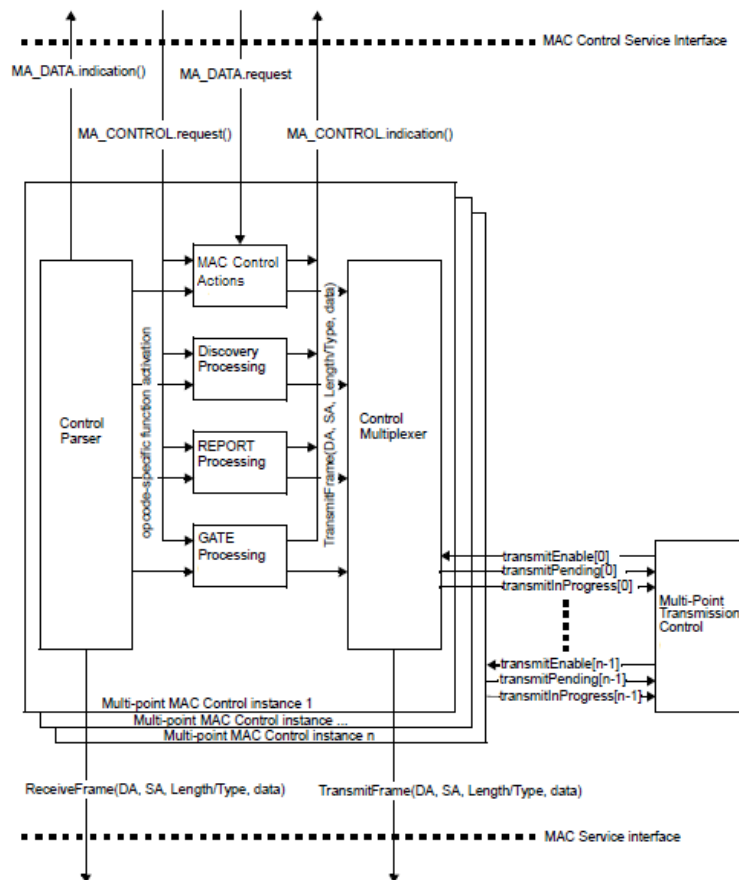 MAC Control Service Interface
MA_DATA.indication()
MA_DATA.request
MA_CONTROL.request()
MA_CONTROL.indication()
MAC Control
Actions
Discovery
Processing
REPORT
Processing
GATE
Processing
Control
Parser
opcode-specific function activation
TransmitFrame(DA, SA, Length/Type, data)
Control
Multiplexer
transmitEnable[0]
transmitPending[0]
transmitInProgress[0]
Multi-Point
Transmission
Control
transmitEnable[n-1]
transmitPending[n-1]
transmitInProgress[n-1]
Multi-point MAC Control instance 1
Multi-point MAC Control instance ...
Multi-point MAC Control instance n
ReceiveFrame(DA, SA, Length/Type, data)
TransmitFrame(DA, SA, Length/Type, data)
MAC Service interface